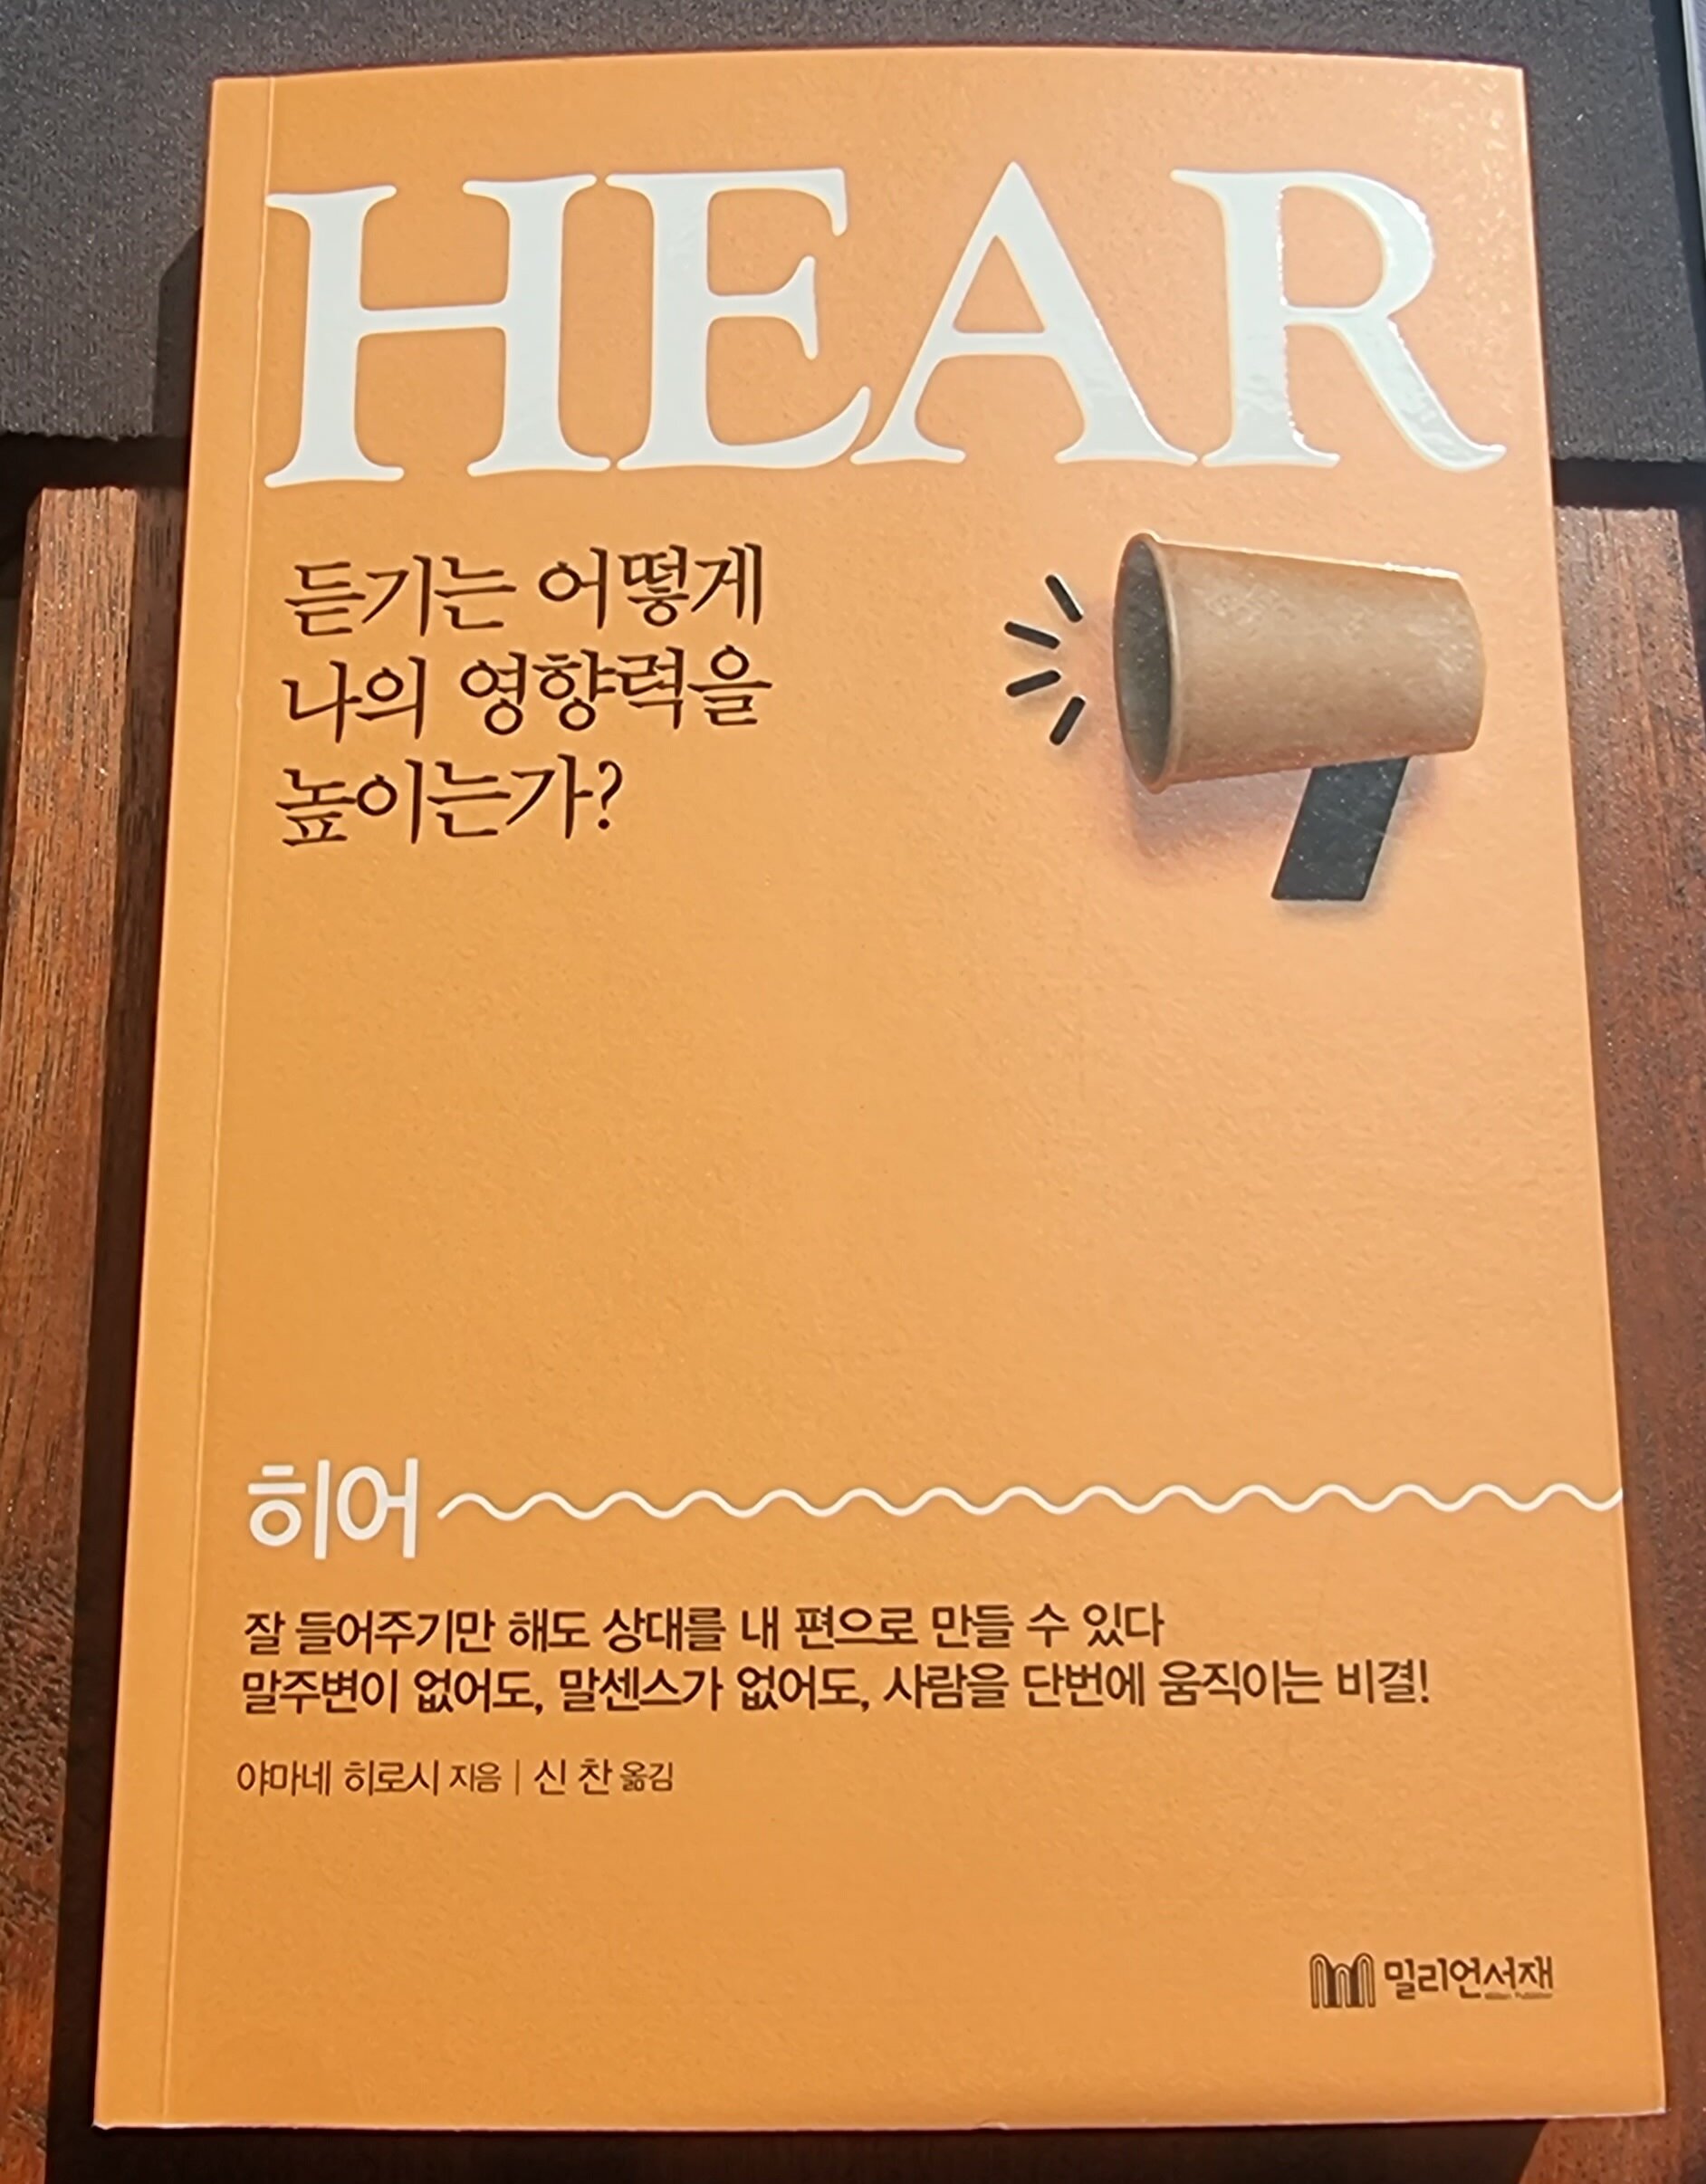 HEAR
듣기는 어떻게
나의 영향력을
높이는가?
히어
잘 들어주기만 해도 상대를 내 편으로 만들 수 있다
말주변이 없어도, 말센스가 없어도, 사람을 단번에 움직이는 비결!
야마네 히로시 지음 | 신 찬 옮김
밀리언서재